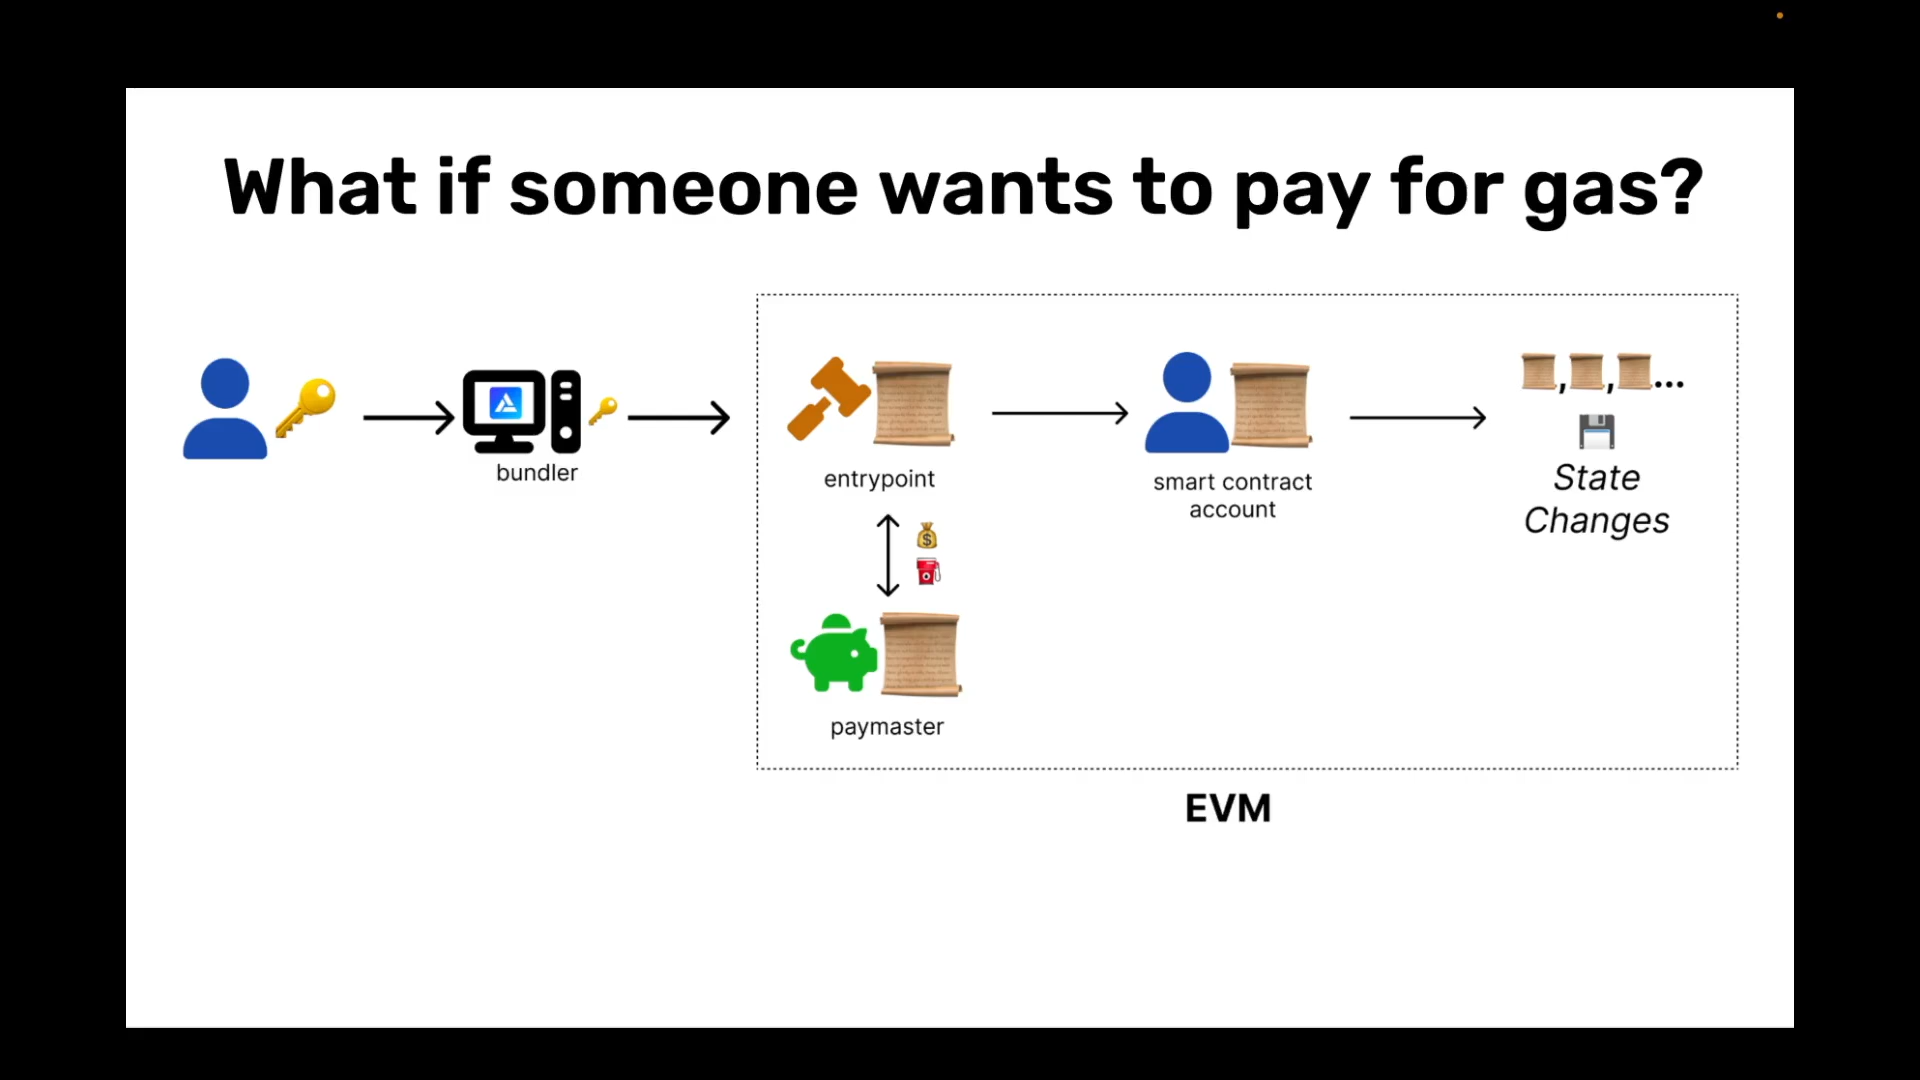 What if someone wants to pay for gas?
bundler
entrypoint
smart contract
account
, , ...
State
Changes
$
paymaster
EVM